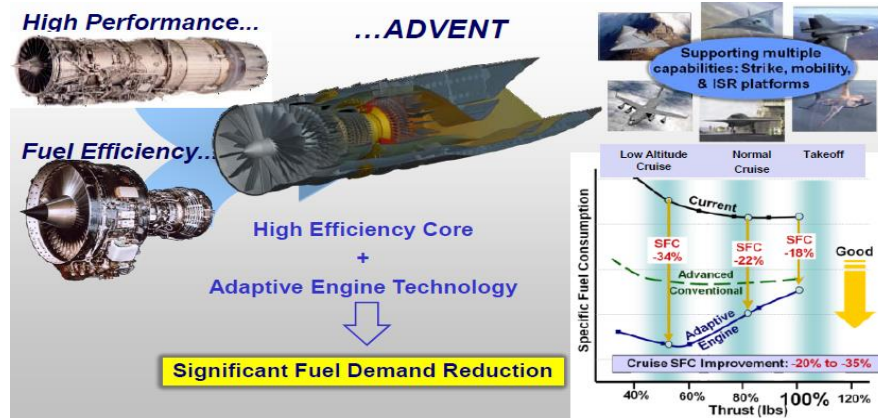 High Performance...
...ADVENT
Supporting multiple
capabilities: Strike, mobility,
& ISR platforms
Fuel Efficiency...
High Efficiency Core
+
Adaptive Engine Technology
Significant Fuel Demand Reduction
Low Altitude
Cruise
Normal
Cruise
Takeoff
Current
SFC
-34%
SFC
-22%
SFC
-18%
Good
Advanced
Conventional
Adaptive
Engine
Specific Fuel Consumption
Cruise SFC Improvement: -20% to -35%
40% 60% 80% 100% 120%
Thrust (lbs)